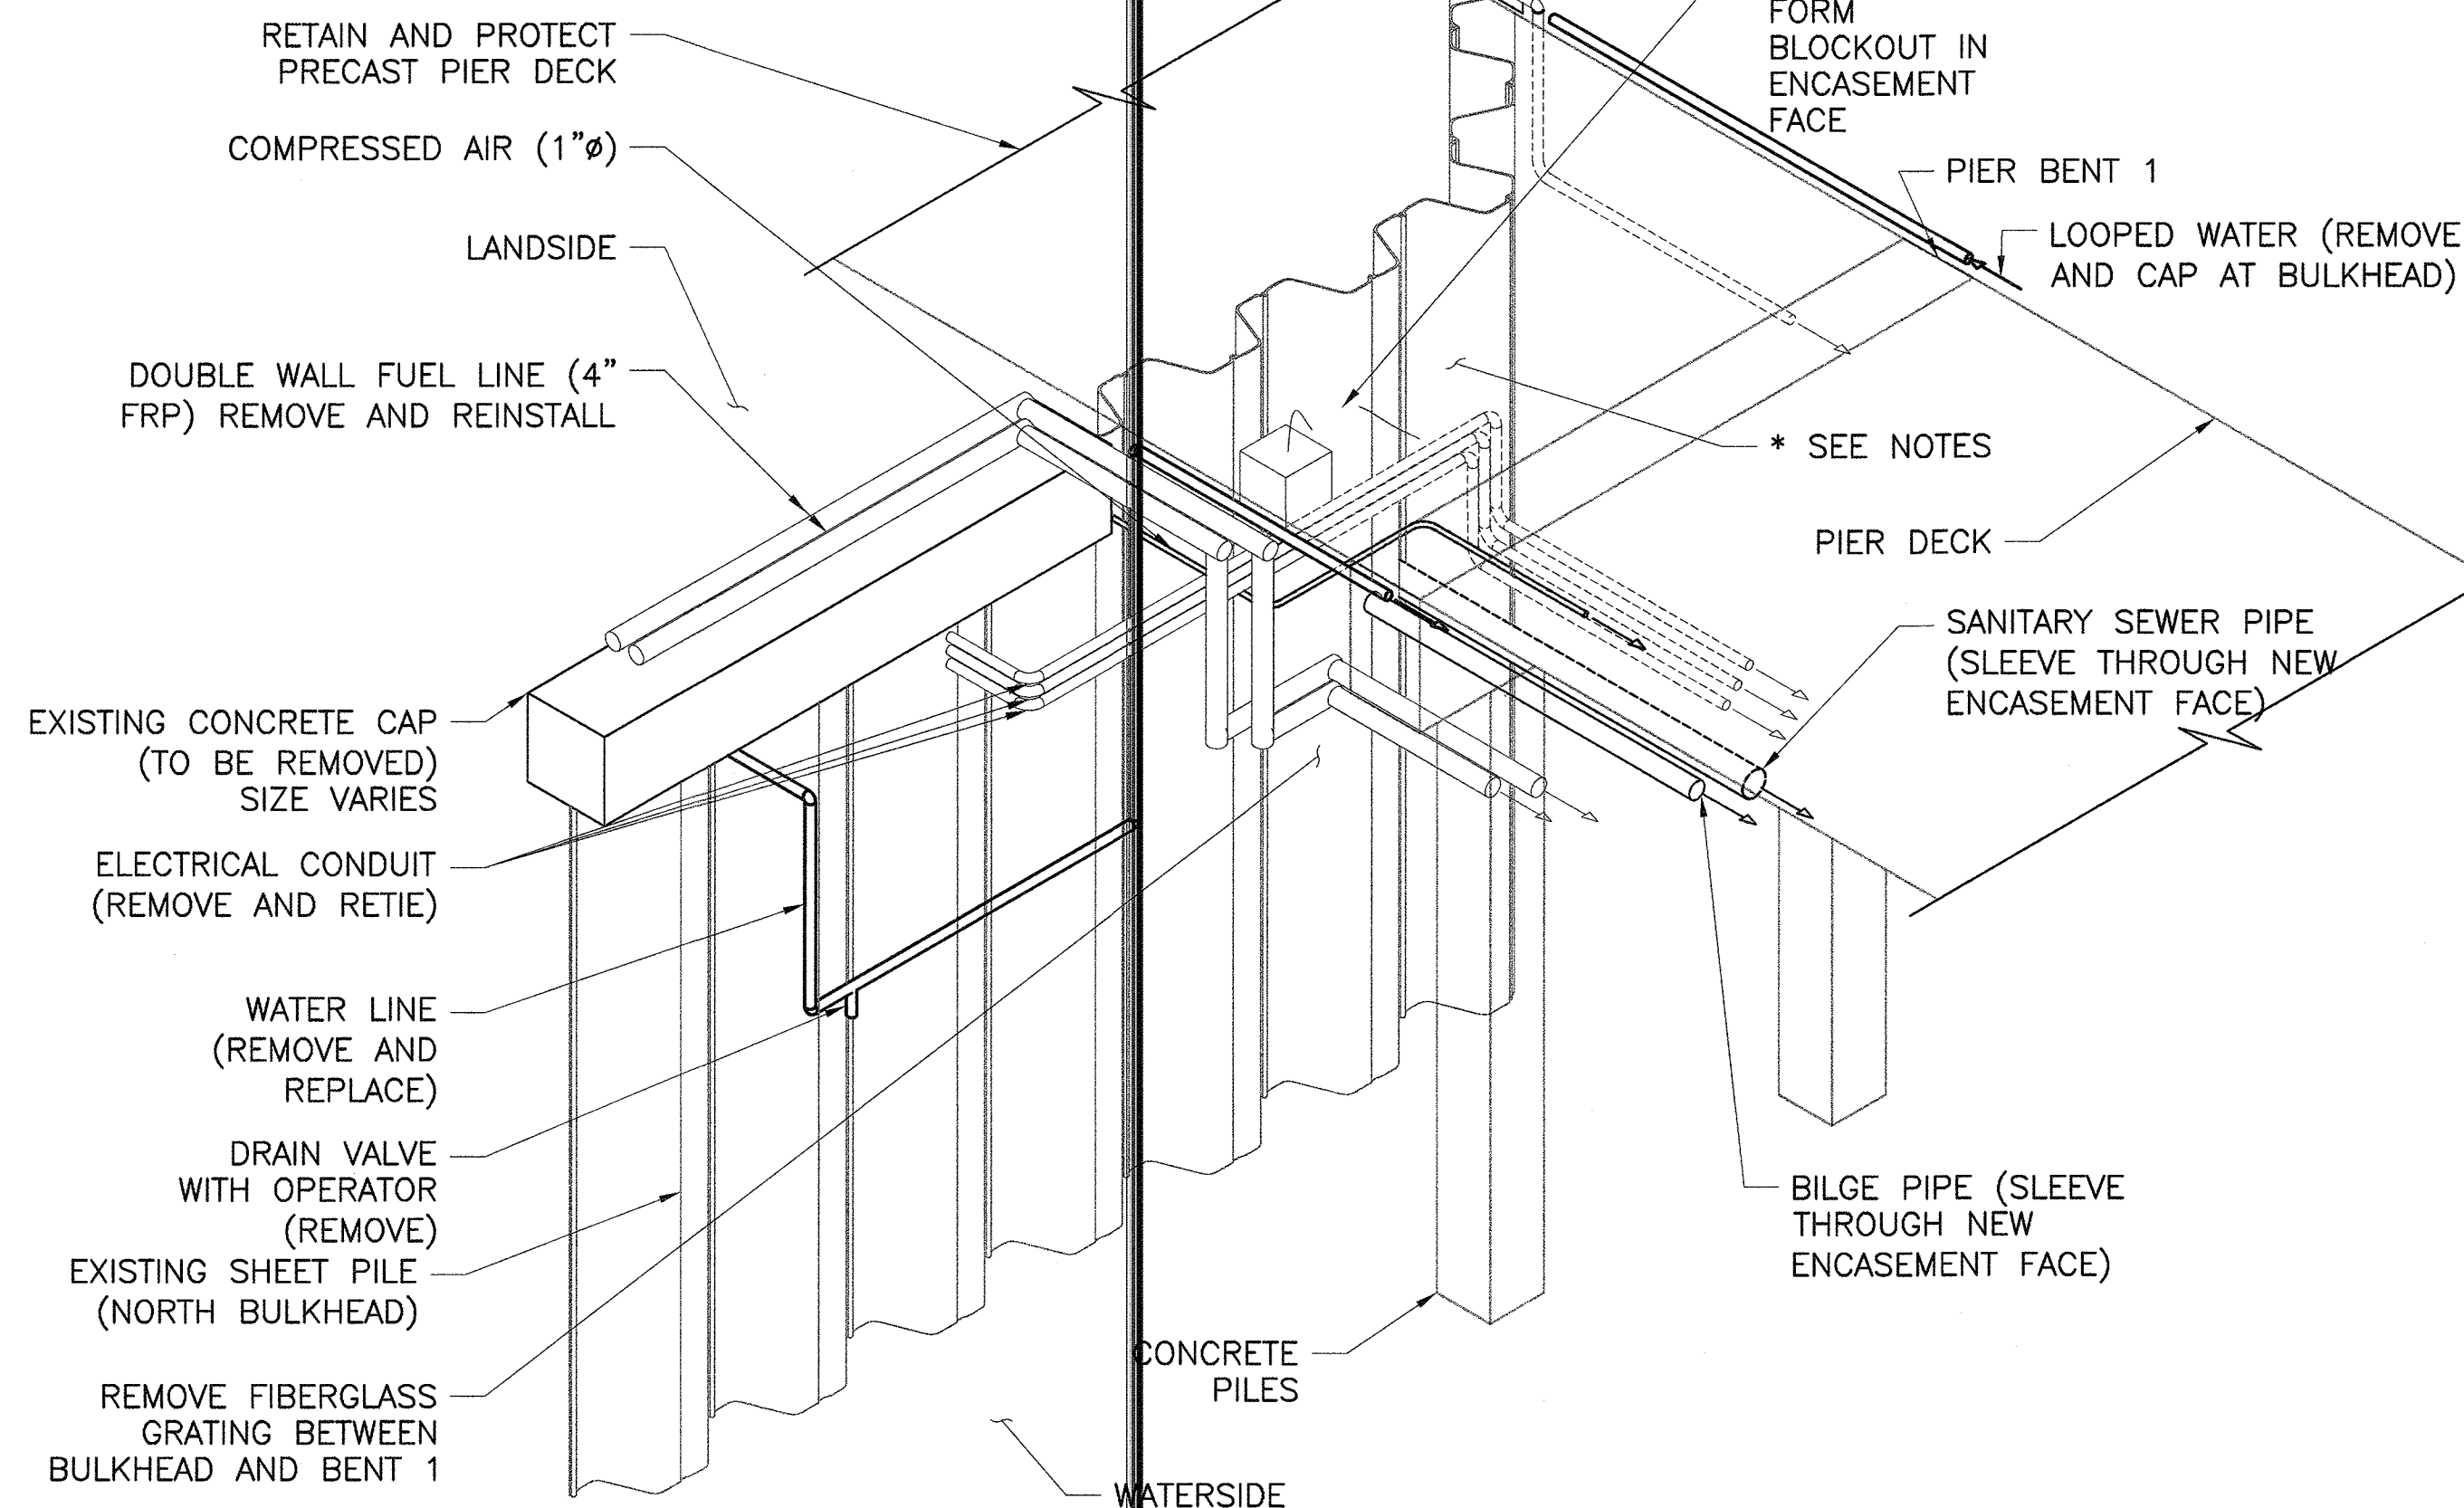 RETAIN AND PROTECT
PRECAST PIER DECK
COMPRESSED AIR (1"ø)
LANDSIDE
DOUBLE WALL FUEL LINE (4"
FRP) REMOVE AND REINSTALL
EXISTING CONCRETE CAP
(TO BE REMOVED)
SIZE VARIES
ELECTRICAL CONDUIT
(REMOVE AND RETIE)
WATER LINE
(REMOVE AND
REPLACE)
DRAIN VALVE
WITH OPERATOR
(REMOVE)
EXISTING SHEET PILE
(NORTH BULKHEAD)
REMOVE FIBERGLASS
GRATING BETWEEN
BULKHEAD AND BENT 1
WATERSIDE
CONCRETE
PILES
FORM
BLOCKOUT IN
ENCASEMENT
FACE
PIER BENT 1
LOOPED WATER (REMOVE
AND CAP AT BULKHEAD)
* SEE NOTES
PIER DECK
SANITARY SEWER PIPE
(SLEEVE THROUGH NEW
ENCASEMENT FACE)
BILGE PIPE (SLEEVE
THROUGH NEW
ENCASEMENT FACE)